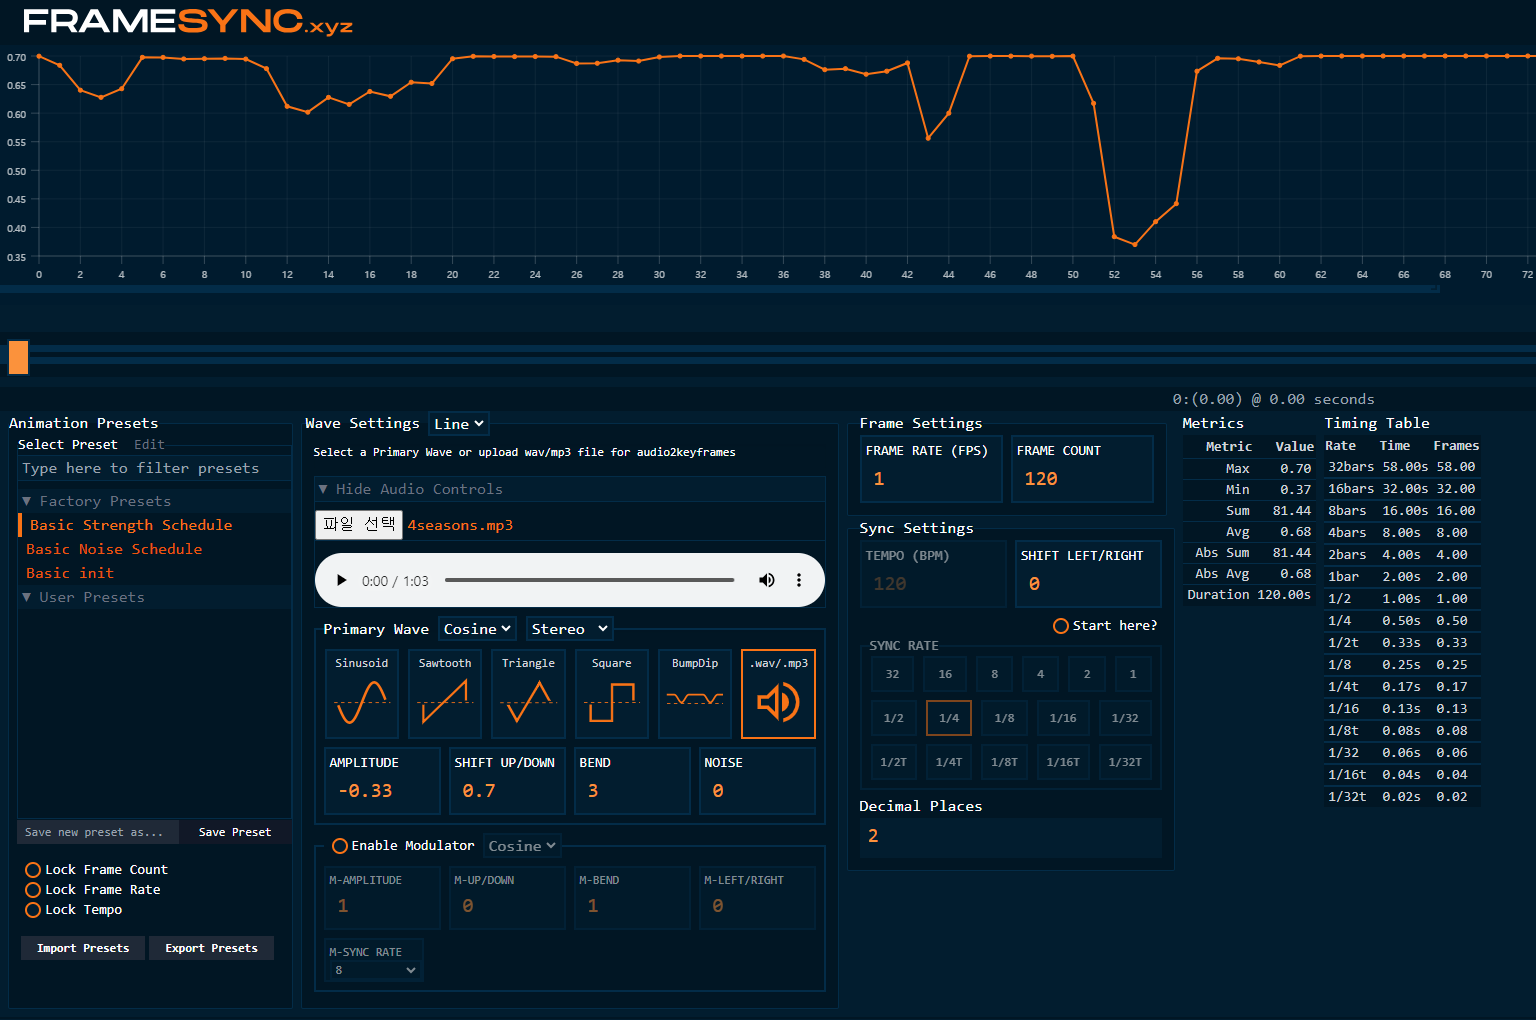 FRAMESYNC.xyz
0.70
0.65
0.60
0.55
0.50
0.45
0.40
0.35
0 2 4 6 8 10 12 14 16 18 20 22 24 26 28 30 32 34 36 38 40 42 44 46 48 50 52 54 56 58 60 62 64 66 68 70 72
0:(0.00) @ 0.00 seconds
Animation Presets
Select Preset Edit
Type here to filter presets
▼ Factory Presets
Basic Strength Schedule
Basic Noise Schedule
Basic init
▼ User Presets
Save new preset as... Save Preset
Lock Frame Count
Lock Frame Rate
Lock Tempo
Import Presets Export Presets
Wave Settings Line
Select a Primary Wave or upload wav/mp3 file for audio2keyframes
▼ Hide Audio Controls
파일 선택 4seasons.mp3
0:00 / 1:03
Primary Wave Cosine Stereo
Sinusoid Sawtooth Triangle Square BumpDip .wav/.mp3
AMPLITUDE SHIFT UP/DOWN BEND NOISE
-0.33 0.7 3 0
Enable Modulator Cosine
M-AMPLITUDE M-UP/DOWN M-BEND M-LEFT/RIGHT
1 0 1 0
M-SYNC RATE
8
Frame Settings
FRAME RATE (FPS) FRAME COUNT
1 120
Sync Settings
TEMPO (BPM) SHIFT LEFT/RIGHT
120 0
Start here?
SYNC RATE
32 16 8 4 2 1
1/2 1/4 1/8 1/16 1/32
1/2T 1/4T 1/8T 1/16T 1/32T
Decimal Places
2
Metrics
Metric Value
Max 0.70
Min 0.37
Sum 81.44
Avg 0.68
Abs Sum 81.44
Abs Avg 0.68
Duration 120.00s
Timing Table
Rate Time Frames
32bars 58.00s 58.00
16bars 32.00s 32.00
8bars 16.00s 16.00
4bars 8.00s 8.00
2bars 4.00s 4.00
1bar 2.00s 2.00
1/2 1.00s 1.00
1/4 0.50s 0.50
1/2t 0.33s 0.33
1/8 0.25s 0.25
1/4t 0.17s 0.17
1/16 0.13s 0.13
1/8t 0.08s 0.08
1/32 0.06s 0.06
1/16t 0.04s 0.04
1/32t 0.02s 0.02